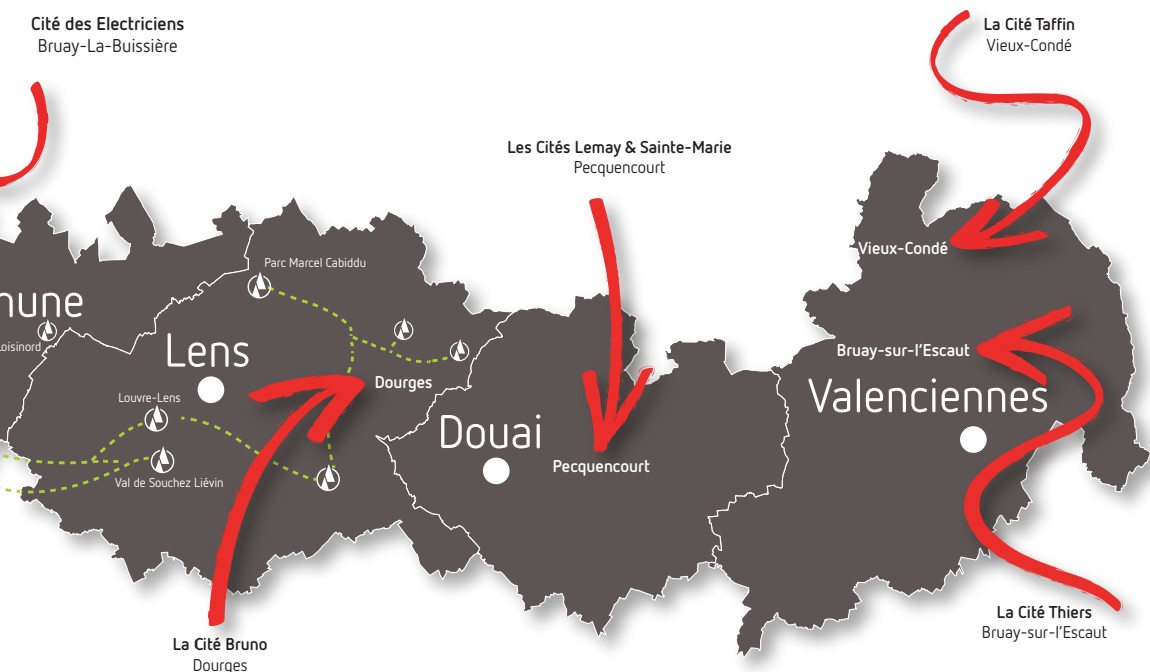 Cité des Electriciens
Bruay-La-Buissière
La Cité Taffin
Vieux-Condé
Les Cités Lemay & Sainte-Marie
Pecquencourt
Vieux-Condé
Parc Marcel Cabiddu
hune
Loisinord
Lens
Bruay-sur-l'Escaut
Dourges
Valenciennes
Louvre-Lens
Douai
Pecquencourt
Val de Souchez Liévin
La Cité Thiers
Bruay-sur-l'Escaut
La Cité Bruno
Dourges